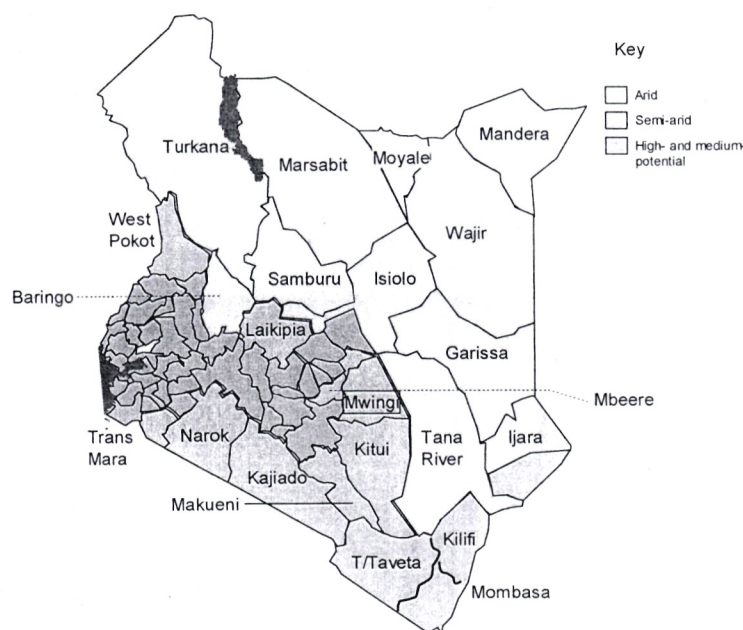 Key
Arid
Semi-arid
High- and medium-
potential
Mandera
Turkana
Moyale
Marsabit
West
Pokot
Wajir
Samburu
Isiolo
Baringo
Laikipia
Garissa
Mbeere
Mwingi
Trans
Mara
Narok
Tana
River
Ijara
Kitui
Kajiado
Makueni
Kilifi
T/Taveta
Mombasa